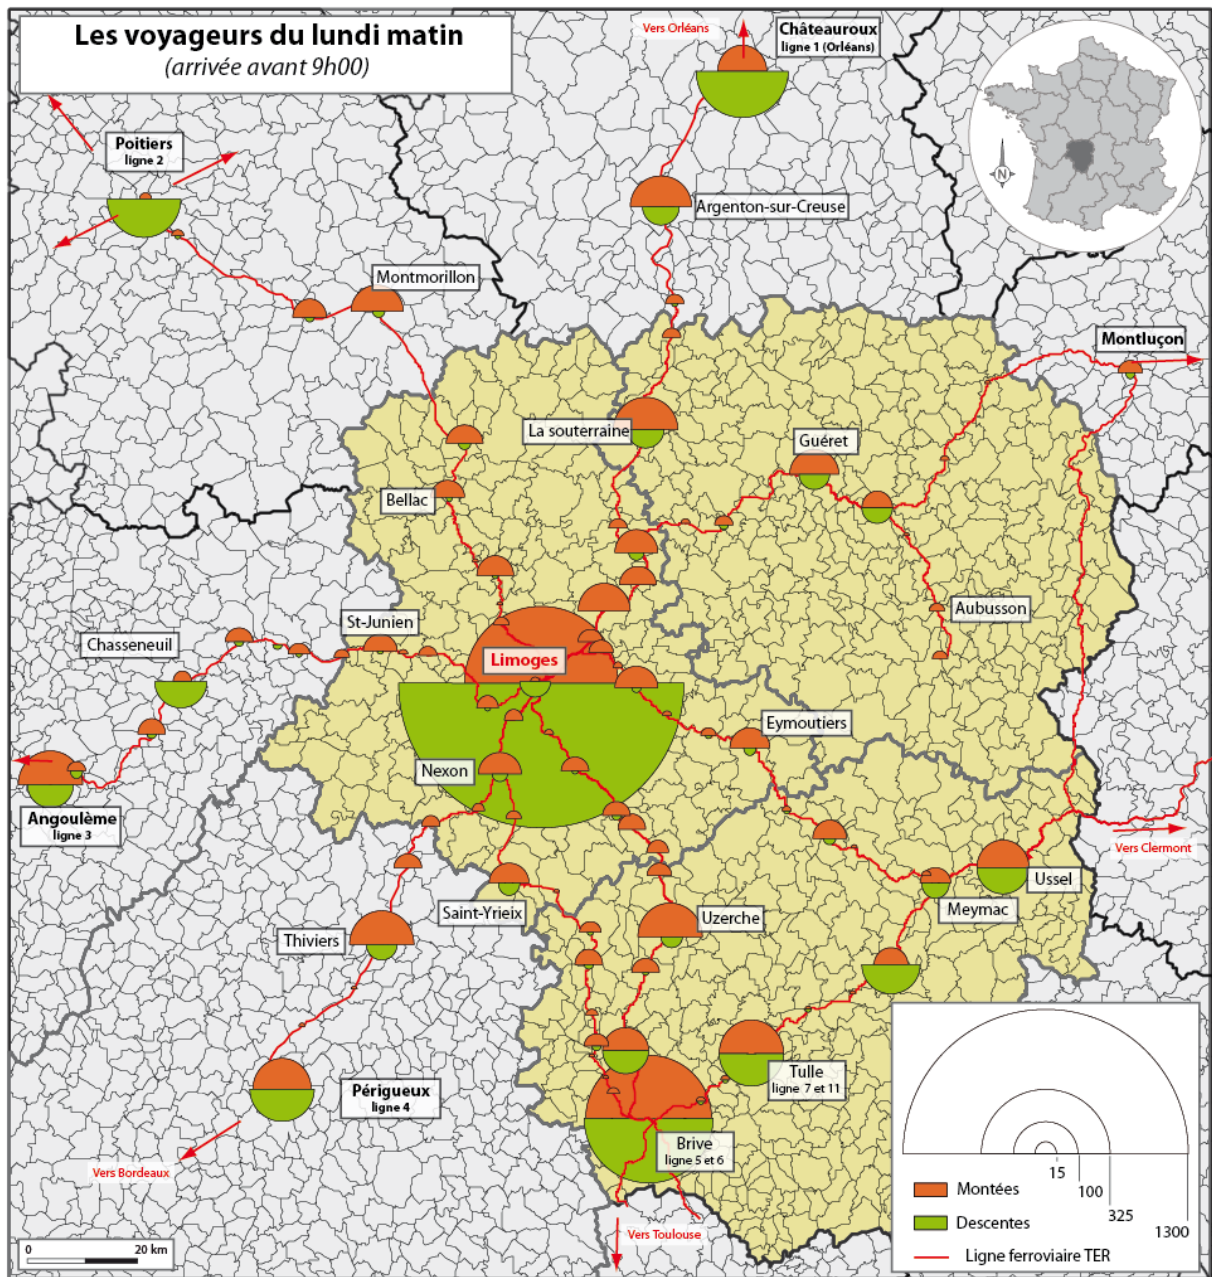 Les voyageurs du lundi matin
(arrivée avant 9h00)
Vers Orléans
Châteauroux
ligne 1 (Orléans)
N
Poitiers
ligne 2
Argenton-sur-Creuse
Montmorillon
Montluçon
La souterraine
Guéret
Bellac
Aubusson
St-Junien
Chasseneuil
Limoges
Eymoutiers
Nexon
Angoulème
ligne 3
Vers Clermont
Ussel
Meymac
Saint-Yrieix
Uzerche
Thiviers
Tulle
ligne 7 et 11
Périgueux
ligne 4
Brive
ligne 5 et 6
Vers Bordeaux
Vers Toulouse
15
100
325
1300
Montées
Descentes
Ligne ferroviaire TER
0 20 km